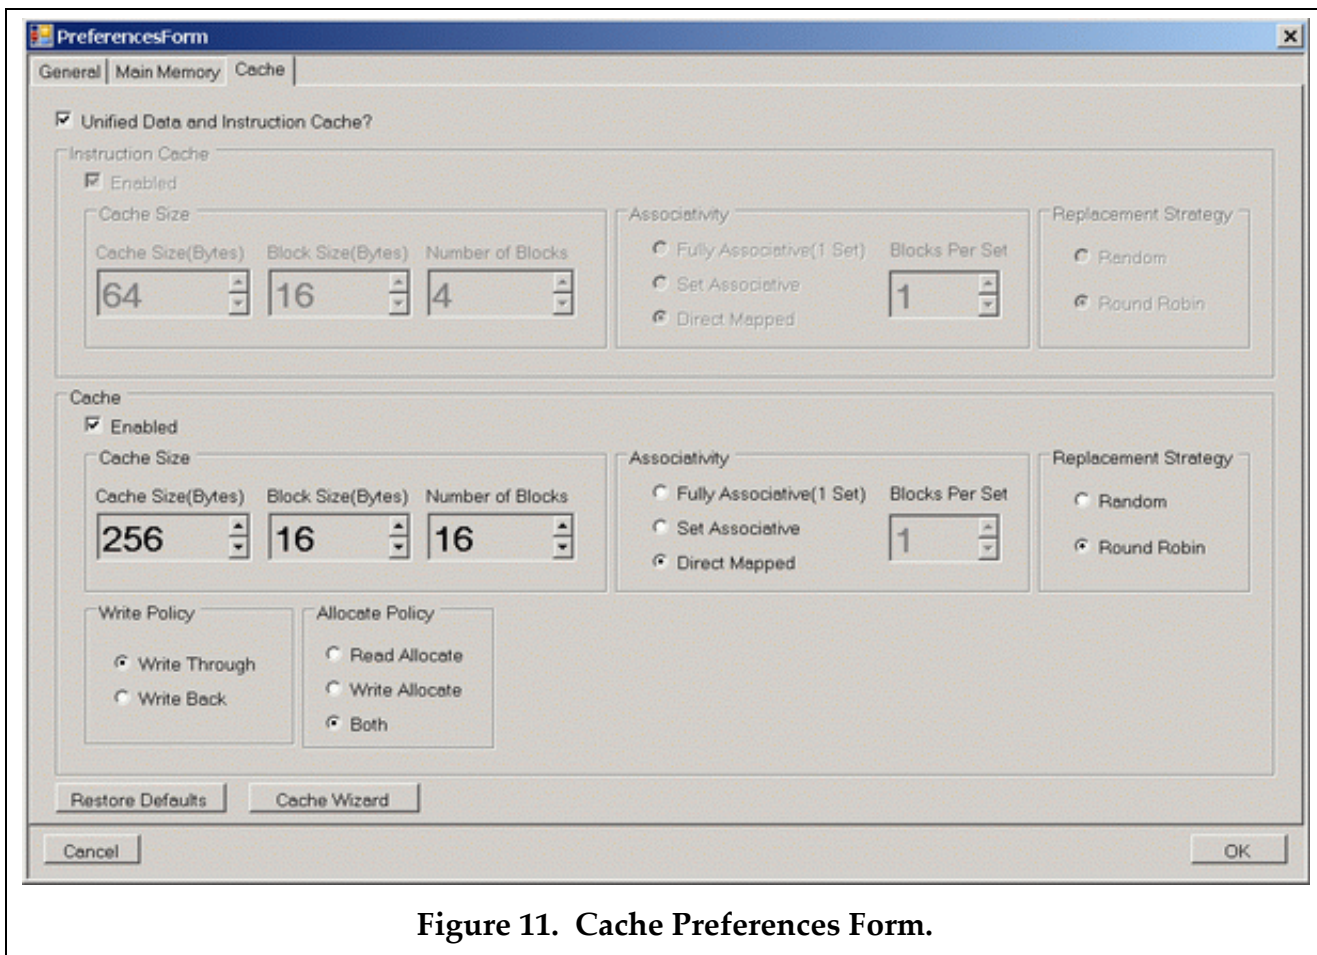 PreferencesForm
General Main Memory Cache
Unified Data and Instruction Cache?
Instruction Cache
Enabled
Cache Size Associativity Replacement Strategy
Cache Size(Bytes) Block Size(Bytes) Number of Blocks Fully Associative(1 Set) Blocks Per Set Random
64 16 4 Set Associative 1 Round Robin
Direct Mapped
Cache
Enabled
Cache Size Associativity Replacement Strategy
Cache Size(Bytes) Block Size(Bytes) Number of Blocks Fully Associative(1 Set) Blocks Per Set Random
256 16 16 Set Associative 1 Round Robin
Direct Mapped
Write Policy Allocate Policy
Write Through Read Allocate
Write Back Write Allocate
Both
Restore Defaults Cache Wizard
Cancel OK
Figure 11. Cache Preferences Form.